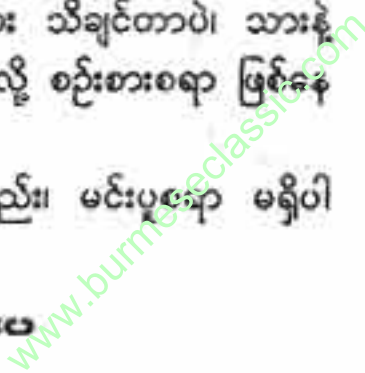 သိချင်တာပဲ၊ သားနဲ့
လို့ စဉ်းစားစရာ ဖြစ်နေ
ည်း၊ မင်းပူစရာ မရှိပါ
www.burmeseclassic.com